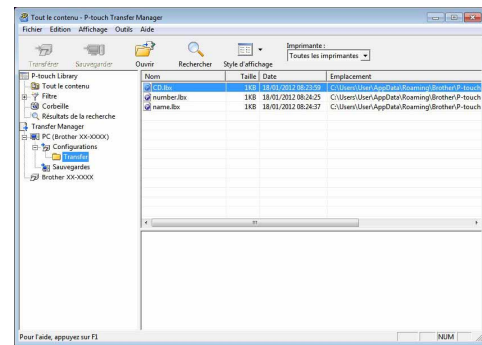 Tout le contenu - P-touch Transfer Manager
Fichier Edition Affichage Outils Aide
Transférer Sauvegarder Ouvrir Rechercher Style d'affichage
Imprimante :
Toutes les imprimantes
P-touch Library
Tout le contenu
Filtre
Corbeille
Résultats de la recherche
Transfer Manager
PC (Brother XX-XXXX)
Configurations
Transfer
Sauvegardes
Brother XX-XXXX
Nom Taille Date Emplacement
CD.lbx 1KB 18/01/2012 08:23:59 C:\Users\User\AppData\Roaming\Brother\P-touch
number.lbx 1KB 18/01/2012 08:24:25 C:\Users\User\AppData\Roaming\Brother\P-touch
name.lbx 1KB 18/01/2012 08:24:37 C:\Users\User\AppData\Roaming\Brother\P-touch
Pour l'aide, appuyez sur F1
NUM